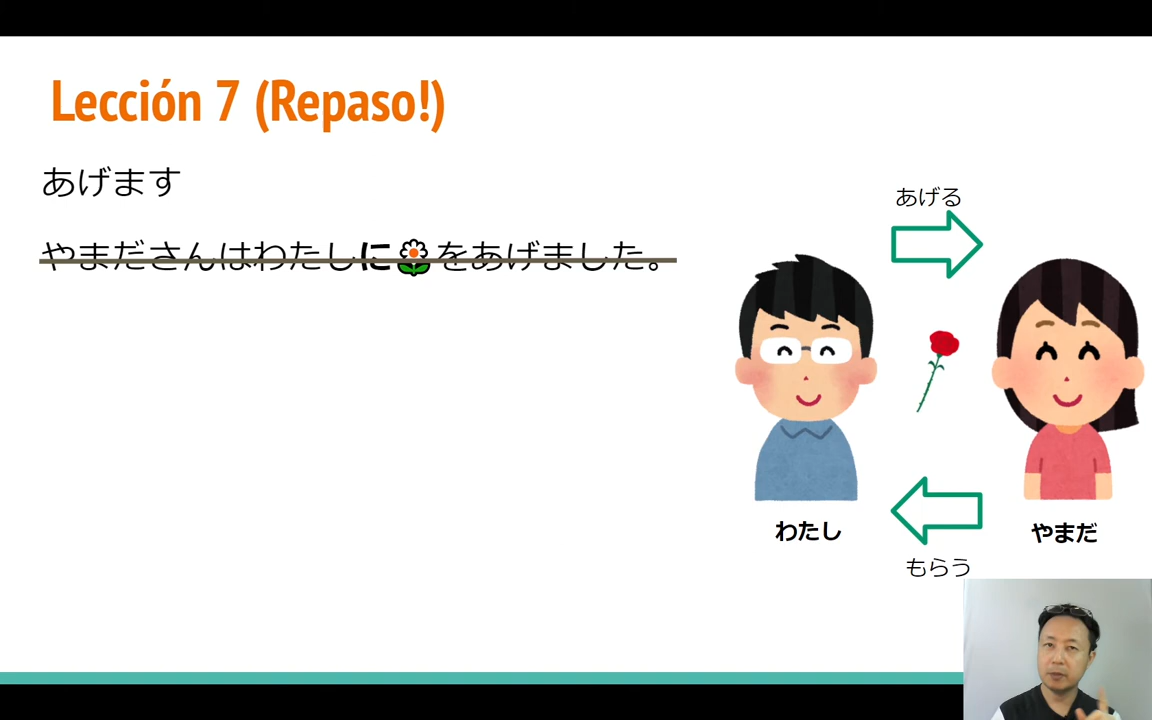 Lección 7 (Repaso!)
あげます
やまださんはわたしに🌼をあげました。
あげる
わたし
やまだ
もらう